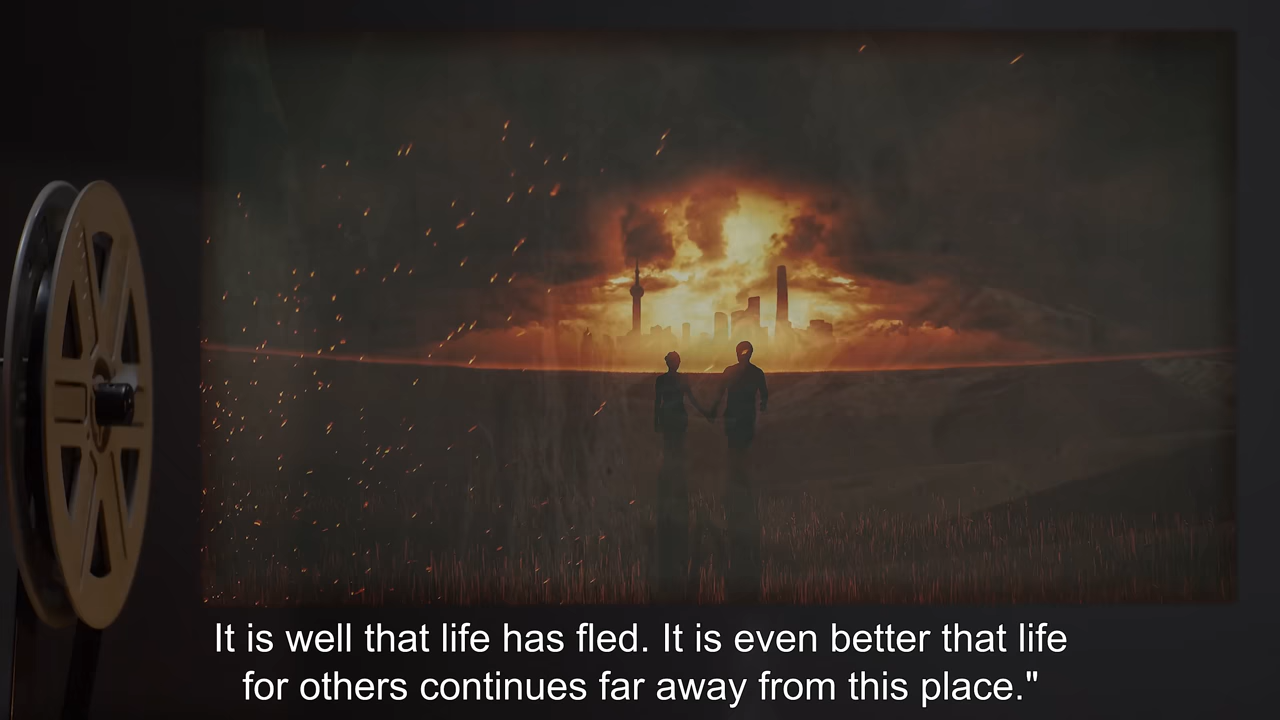 It is well that life has fled. It is even better that life
for others continues far away from this place."